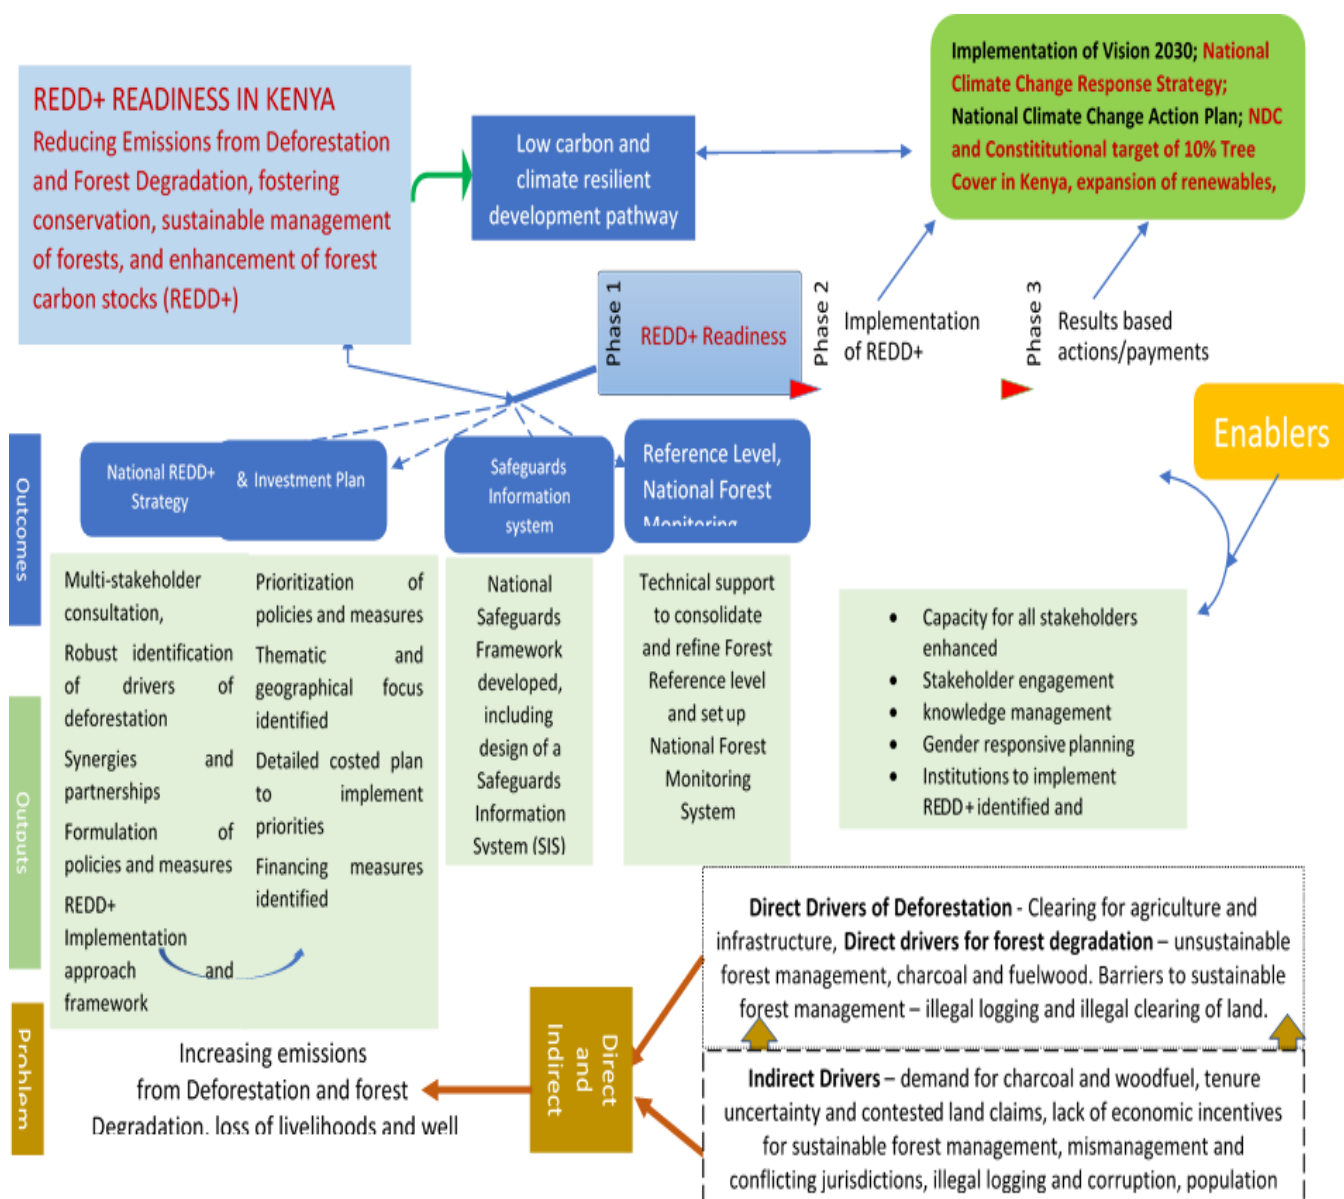 REDD+ READINESS IN KENYA
Reducing Emissions from Deforestation
and Forest Degradation, fostering
conservation, sustainable management
of forests, and enhancement of forest
carbon stocks (REDD+)
Low carbon and
climate resilient
development pathway
Implementation of Vision 2030; National
Climate Change Response Strategy;
National Climate Change Action Plan; NDC
and Constititutional target of 10% Tree
Cover in Kenya, expansion of renewables,
Phase 1
REDD+ Readiness
Phase 2
Implementation
of REDD+
Phase 3
Results based
actions/payments
Enablers
Outcomes
National REDD+
Strategy
& Investment Plan
Safeguards
Information
system
Reference Level,
National Forest
Monitoring
Outputs
Multi-stakeholder
consultation,
Robust identification
of drivers of
deforestation
Synergies and
partnerships
Formulation of
policies and measures
REDD+
Implementation
approach and
framework
Prioritization of
policies and measures
Thematic and
geographical focus
identified
Detailed costed plan
to implement
priorities
Financing measures
identified
National
Safeguards
Framework
developed,
including
design of a
Safeguards
Information
System (SIS)
Technical support
to consolidate
and refine Forest
Reference level
and set up
National Forest
Monitoring
System
• Capacity for all stakeholders
enhanced
• Stakeholder engagement
• knowledge management
• Gender responsive planning
• Institutions to implement
REDD+ identified and
Problem
Increasing emissions
from Deforestation and forest
Degradation, loss of livelihoods and well
Direct
and
Indirect
Direct Drivers of Deforestation - Clearing for agriculture and
infrastructure, Direct drivers for forest degradation – unsustainable
forest management, charcoal and fuelwood. Barriers to sustainable
forest management – illegal logging and illegal clearing of land.
Indirect Drivers – demand for charcoal and woodfuel, tenure
uncertainty and contested land claims, lack of economic incentives
for sustainable forest management, mismanagement and
conflicting jurisdictions, illegal logging and corruption, population